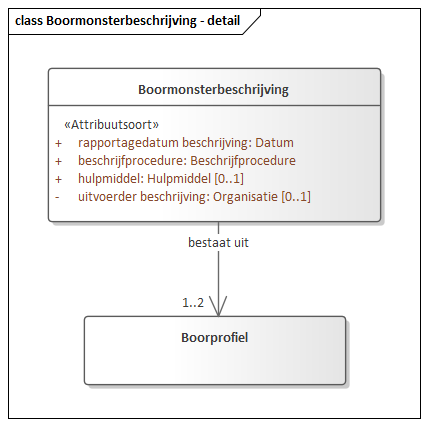 class Boormonsterbeschrijving - detail
Boormonsterbeschrijving
«Attribuutsoort»
+ rapportagedatum beschrijving: Datum
+ beschrijfprocedure: Beschrijfprocedure
+ hulpmiddel: Hulpmiddel [0..1]
- uitvoerder beschrijving: Organisatie [0..1]
bestaat uit
1..2
Boorprofiel